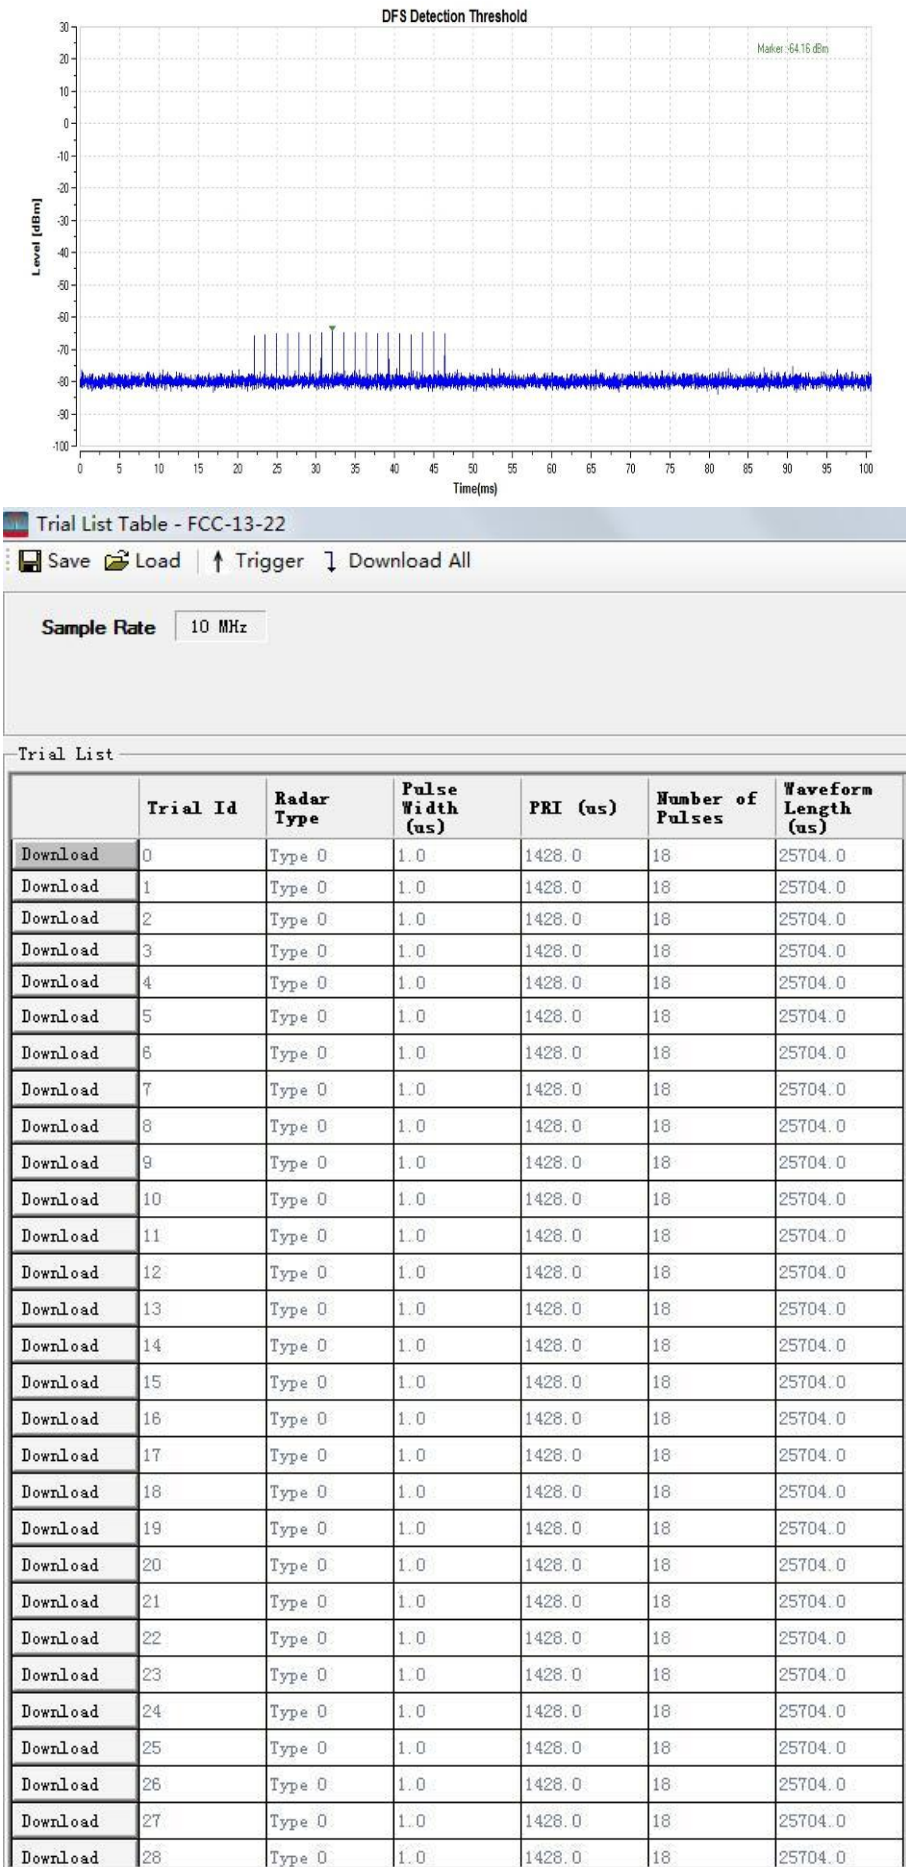 DFS Detection Threshold
Marker :-64.16 dBm
30
20
10
0
-10
-20
-30
-40
-50
-60
-70
-80
-90
-100
Level [dBm]
0 5 10 15 20 25 30 35 40 45 50 55 60 65 70 75 80 85 90 95 100
Time(ms)
Trial List Table - FCC-13-22
Save Load Trigger Download All
Sample Rate 10 MHz
Trial List
Trial Id Radar Type Pulse Width (us) PRI (us) Number of Pulses Waveform Length (us)
Download 0 Type 0 1.0 1428.0 18 25704.0
Download 1 Type 0 1.0 1428.0 18 25704.0
Download 2 Type 0 1.0 1428.0 18 25704.0
Download 3 Type 0 1.0 1428.0 18 25704.0
Download 4 Type 0 1.0 1428.0 18 25704.0
Download 5 Type 0 1.0 1428.0 18 25704.0
Download 6 Type 0 1.0 1428.0 18 25704.0
Download 7 Type 0 1.0 1428.0 18 25704.0
Download 8 Type 0 1.0 1428.0 18 25704.0
Download 9 Type 0 1.0 1428.0 18 25704.0
Download 10 Type 0 1.0 1428.0 18 25704.0
Download 11 Type 0 1.0 1428.0 18 25704.0
Download 12 Type 0 1.0 1428.0 18 25704.0
Download 13 Type 0 1.0 1428.0 18 25704.0
Download 14 Type 0 1.0 1428.0 18 25704.0
Download 15 Type 0 1.0 1428.0 18 25704.0
Download 16 Type 0 1.0 1428.0 18 25704.0
Download 17 Type 0 1.0 1428.0 18 25704.0
Download 18 Type 0 1.0 1428.0 18 25704.0
Download 19 Type 0 1.0 1428.0 18 25704.0
Download 20 Type 0 1.0 1428.0 18 25704.0
Download 21 Type 0 1.0 1428.0 18 25704.0
Download 22 Type 0 1.0 1428.0 18 25704.0
Download 23 Type 0 1.0 1428.0 18 25704.0
Download 24 Type 0 1.0 1428.0 18 25704.0
Download 25 Type 0 1.0 1428.0 18 25704.0
Download 26 Type 0 1.0 1428.0 18 25704.0
Download 27 Type 0 1.0 1428.0 18 25704.0
Download 28 Type 0 1.0 1428.0 18 25704.0